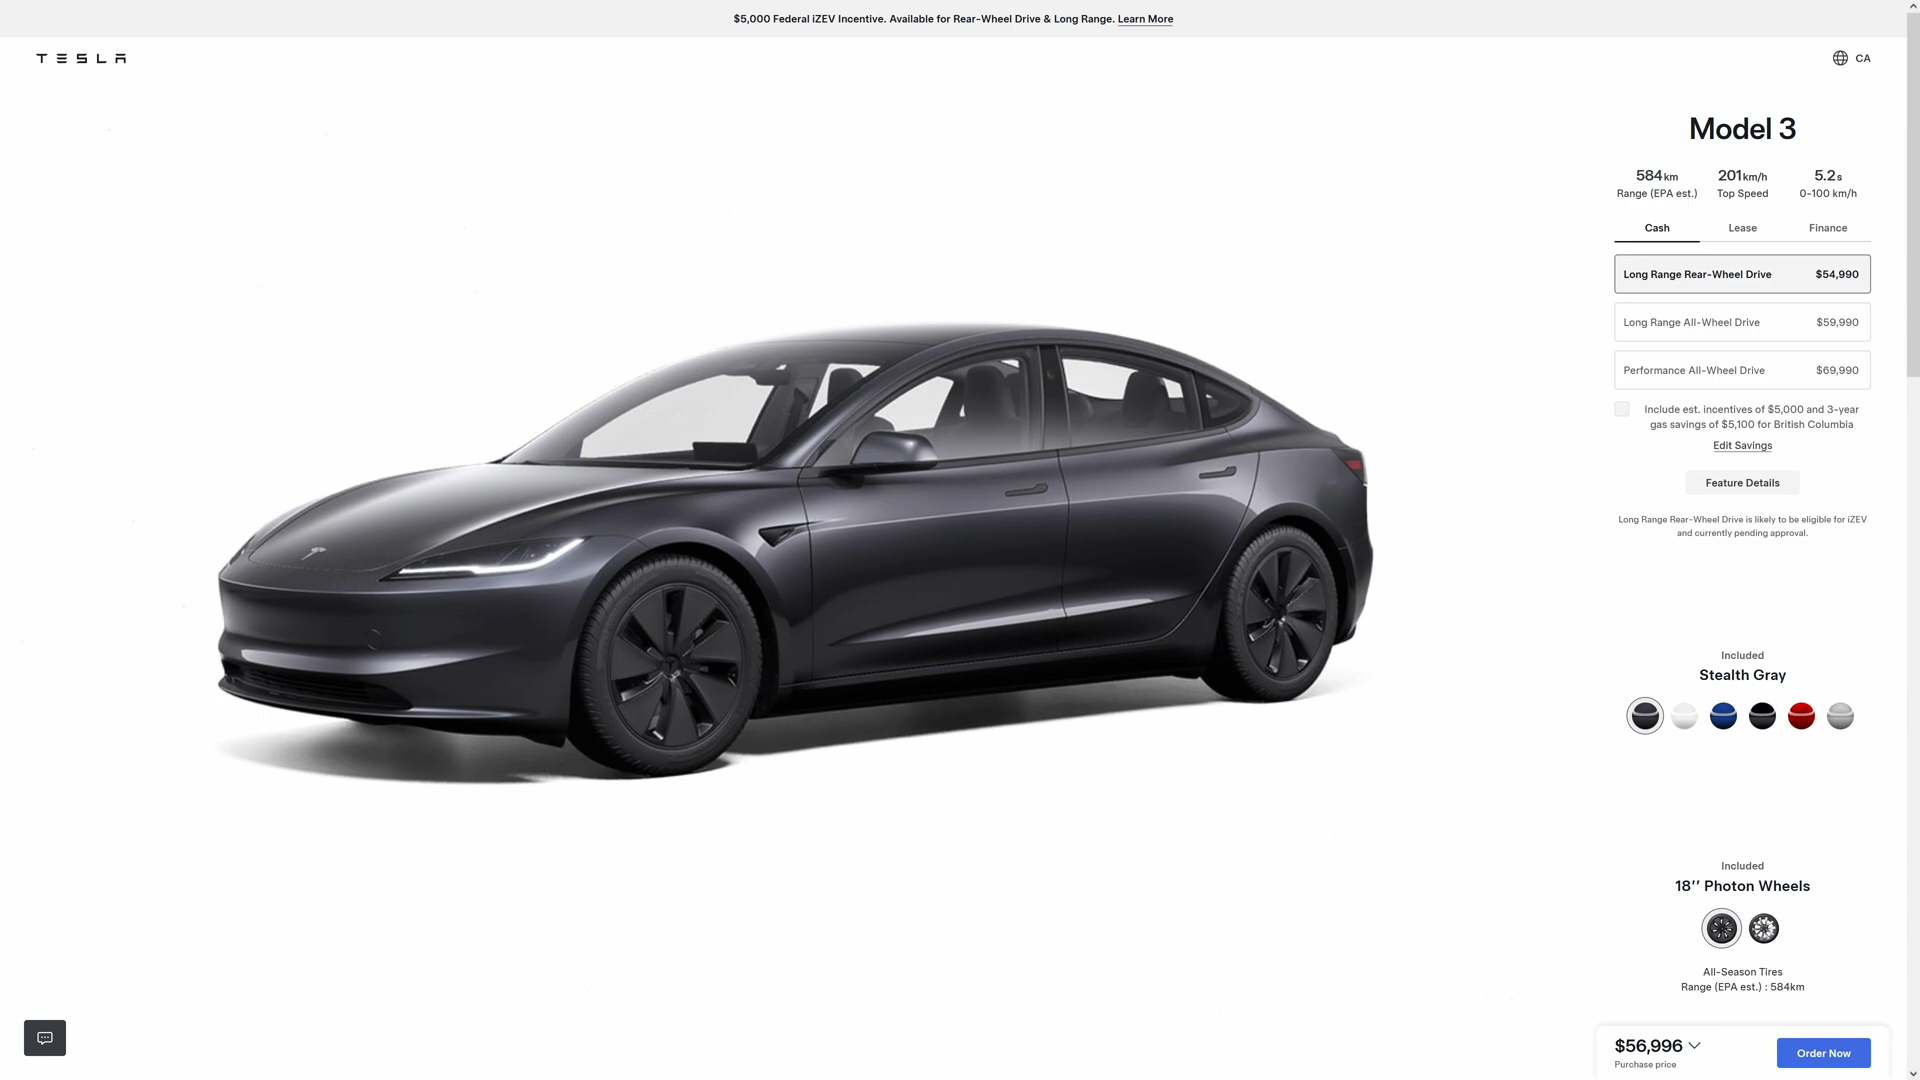 $5,000 Federal iZEV Incentive. Available for Rear-Wheel Drive & Long Range. Learn More
TESLA
CA
Model 3
584km 201km/h 5.2s
Range (EPA est.) Top Speed 0-100 km/h
Cash Lease Finance
Long Range Rear-Wheel Drive $54,990
Long Range All-Wheel Drive $59,990
Performance All-Wheel Drive $69,990
Include est. incentives of $5,000 and 3-year
gas savings of $5,100 for British Columbia
Edit Savings
Feature Details
Long Range Rear-Wheel Drive is likely to be eligible for iZEV
and currently pending approval.
Included
Stealth Gray
Included
18’’ Photon Wheels
All-Season Tires
Range (EPA est.) : 584km
$56,996
Purchase price
Order Now